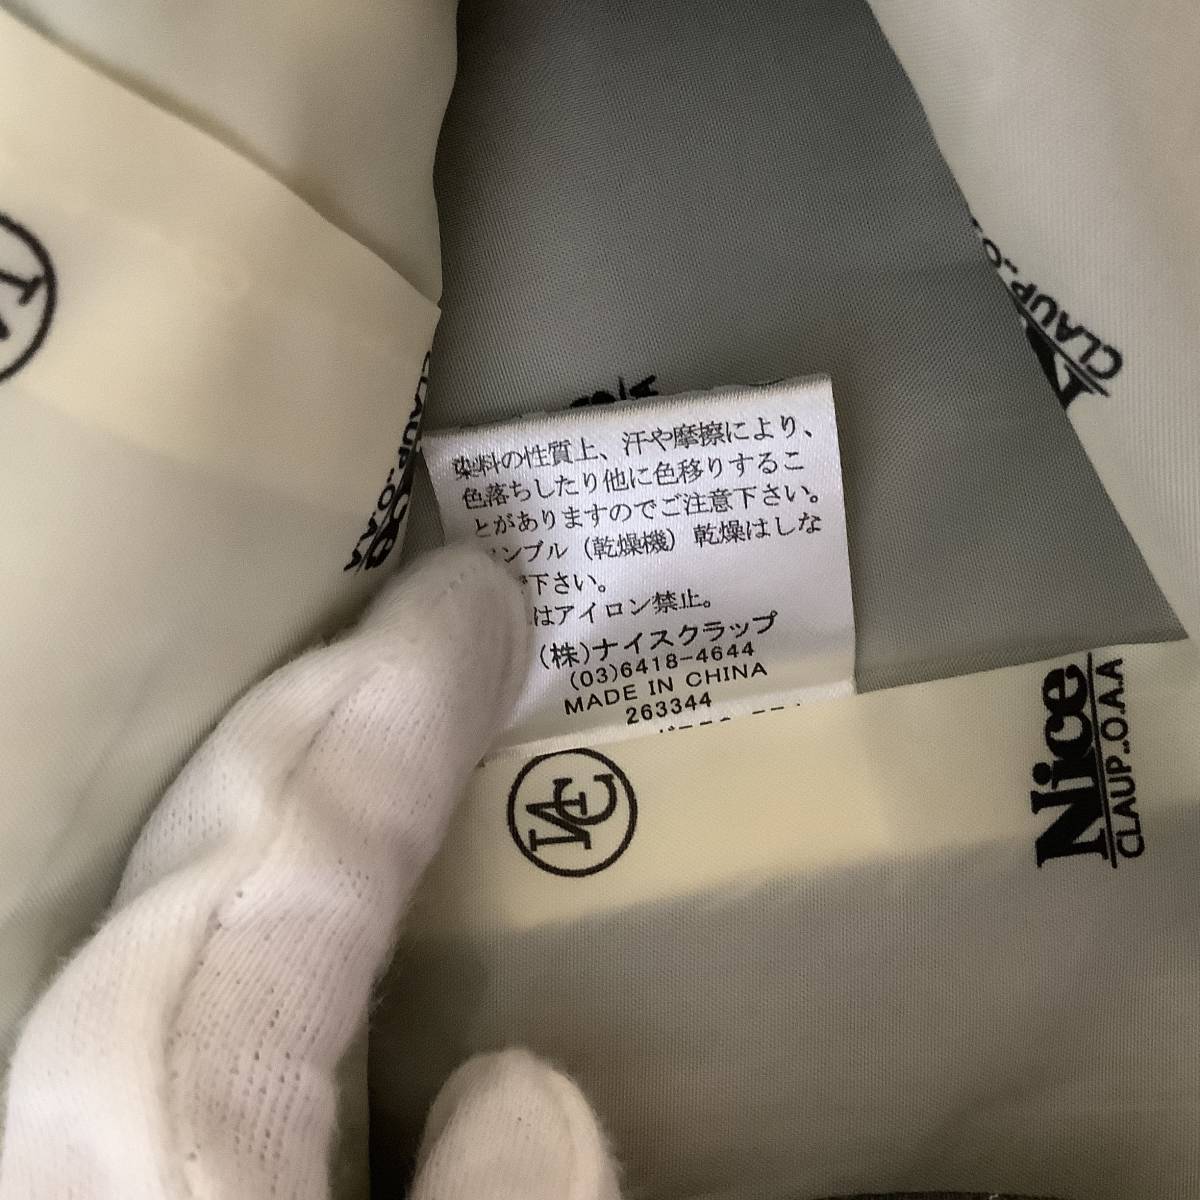 染料の性質上、汗や摩擦により、
色落ちしたり他に色移りするこ
とがありますのでご注意下さい。
ンブル（乾燥機）乾燥はしな
下さい。
はアイロン禁止。
(株)ナイスクラップ
(03)6418-4644
MADE IN CHINA
263344
NC
Nice
CLAUP..O.A.A
CLAUP..O
CLAUP..O.A.A